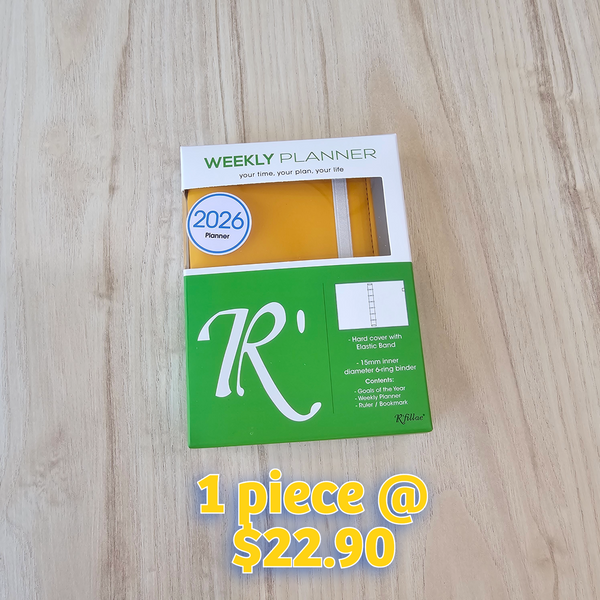 WEEKLY PLANNER
your time, your plan, your life
2026
Planner
R'
- Hard cover with
Elastic Band
- 15mm inner
diameter 6-ring binder
Contents:
- Goals of the Year
- Weekly Planner
- Ruler / Bookmark
1 piece @
$22.90